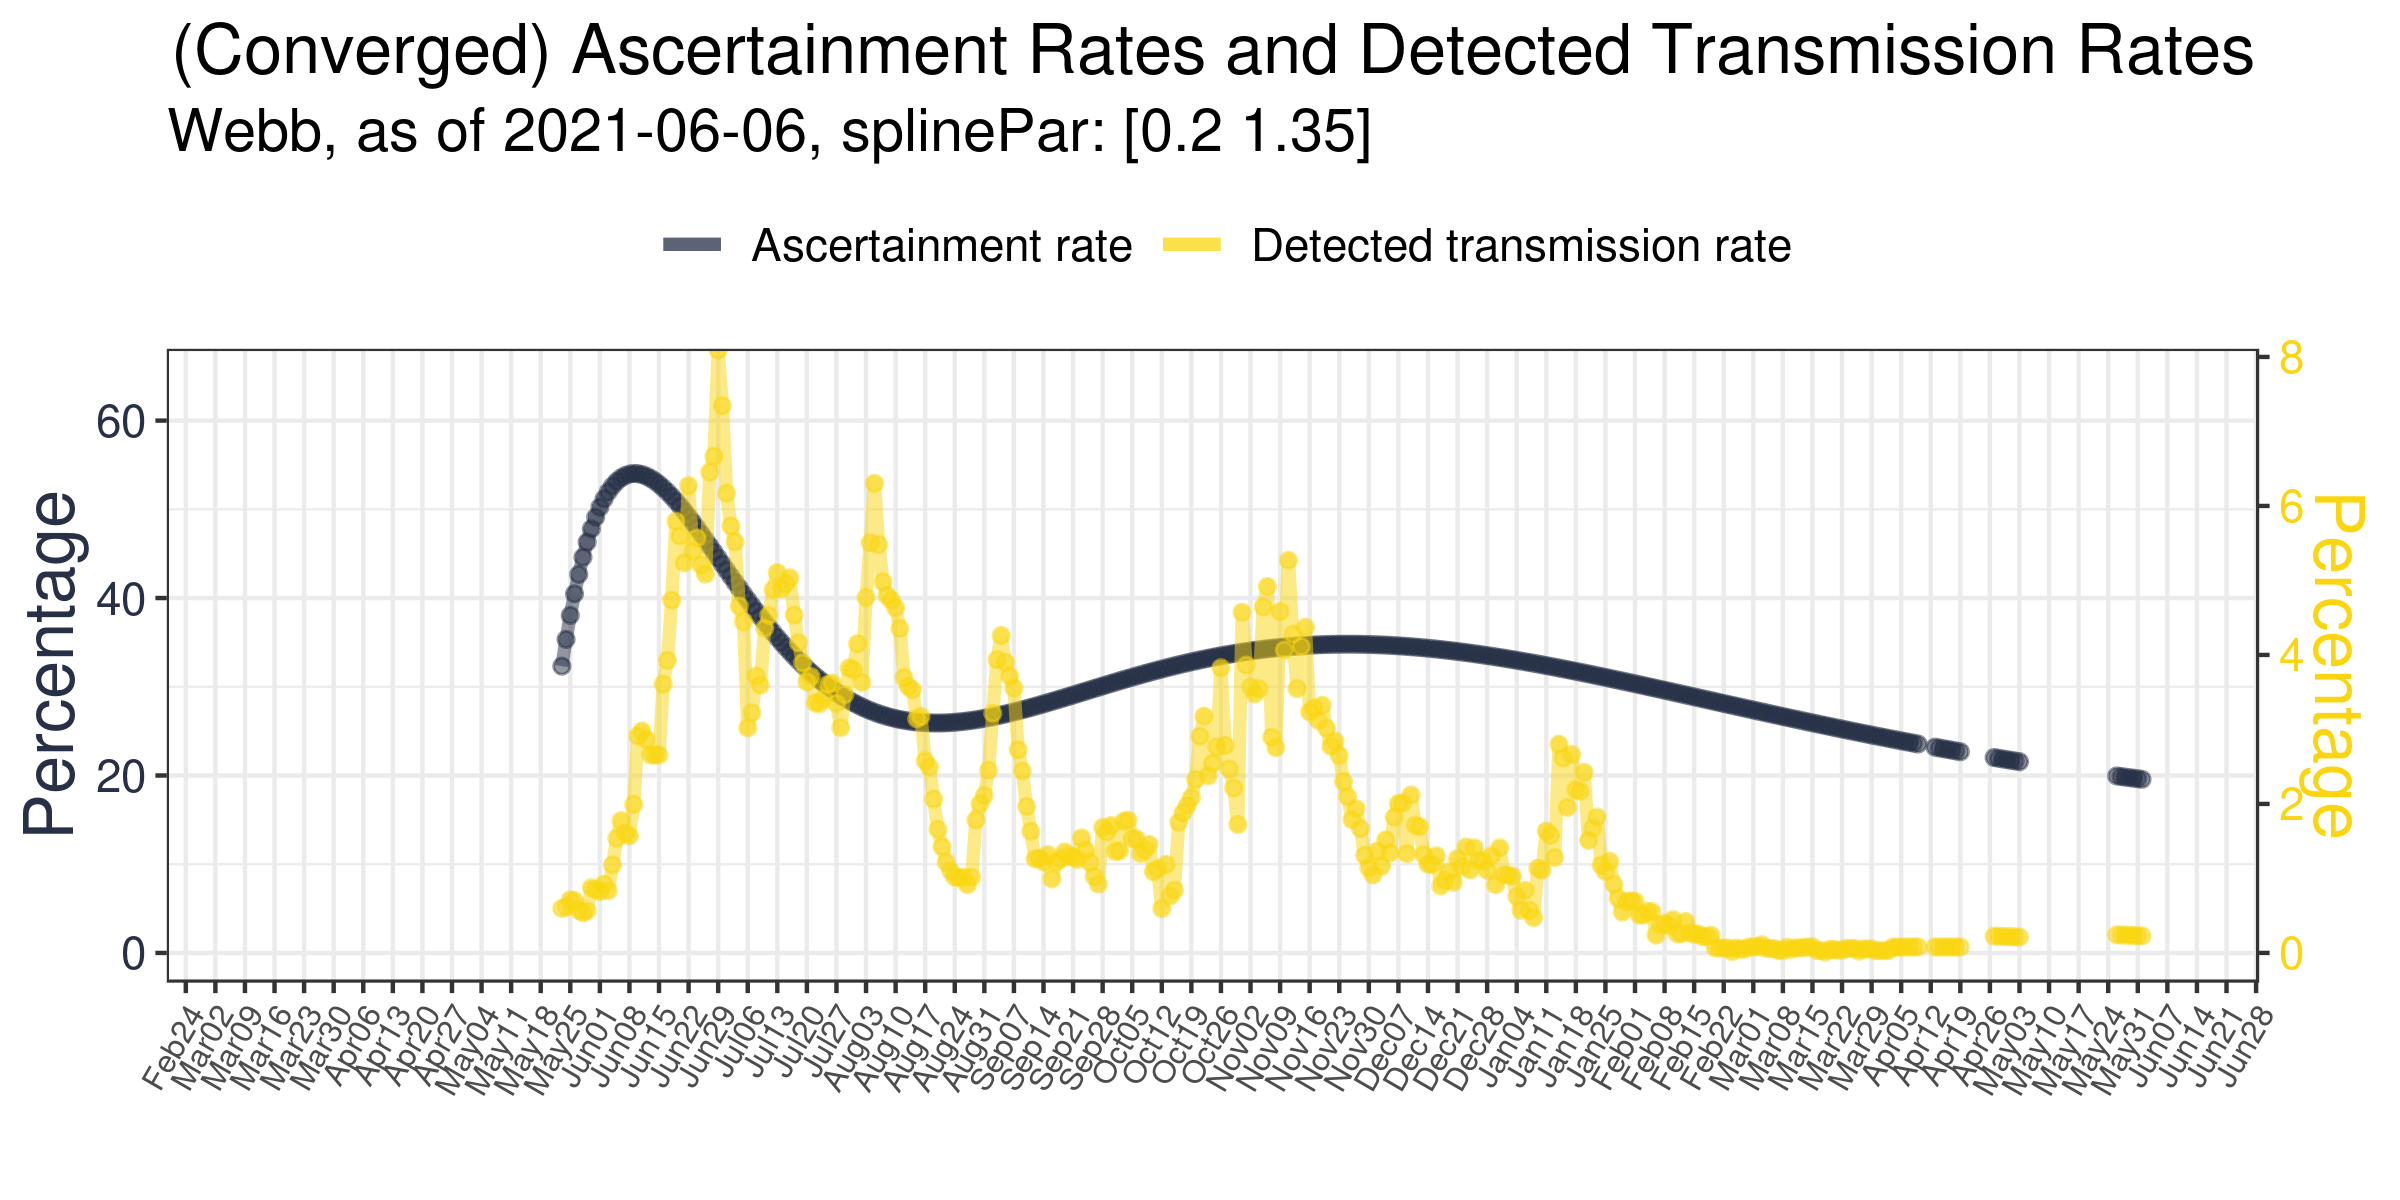 (Converged) Ascertainment Rates and Detected Transmission Rates
Webb, as of 2021-06-06, splinePar: [0.2 1.35]
Ascertainment rate Detected transmission rate
Percentage
60
40
20
0
8
6
4
2
0
Percentage
Feb24 Mar02 Mar09 Mar16 Mar23 Mar30 Apr06 Apr13 Apr20 Apr27 May04 May11 May18 May25 Jun01 Jun08 Jun15 Jun22 Jun29 Jul06 Jul13 Jul20 Jul27 Aug03 Aug10 Aug17 Aug24 Aug31 Sep07 Sep14 Sep21 Sep28 Oct05 Oct12 Oct19 Oct26 Nov02 Nov09 Nov16 Nov23 Nov30 Dec07 Dec14 Dec21 Dec28 Jan04 Jan11 Jan18 Jan25 Feb01 Feb08 Feb15 Feb22 Mar01 Mar08 Mar15 Mar22 Mar29 Apr05 Apr12 Apr19 Apr26 May03 May10 May17 May24 May31 Jun07 Jun14 Jun21 Jun28